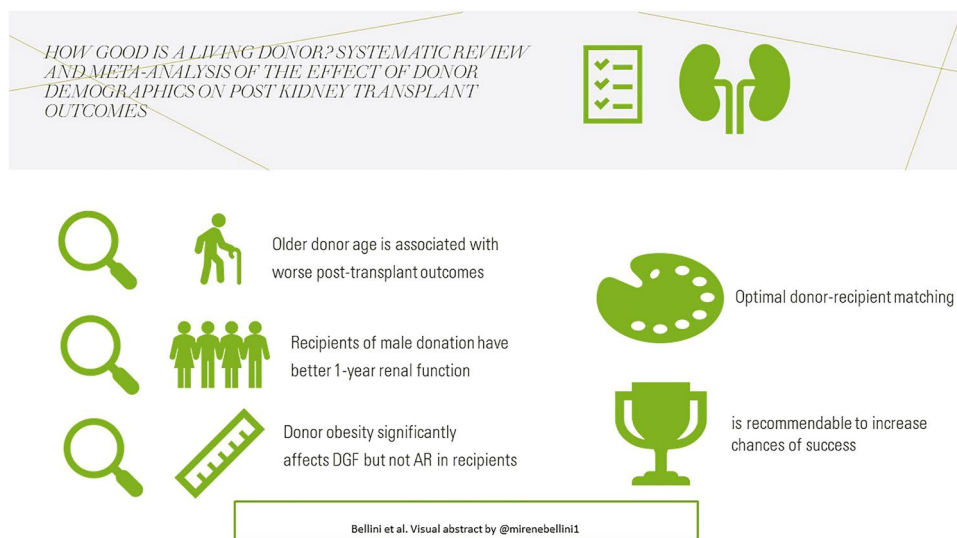 HOW GOOD IS A LIVING DONOR? SYSTEMATIC REVIEW
AND META-ANALYSIS OF THE EFFECT OF DONOR
DEMOGRAPHICS ON POST KIDNEY TRANSPLANT
OUTCOMES
Older donor age is associated with
worse post-transplant outcomes
Recipients of male donation have
better 1-year renal function
Donor obesity significantly
affects DGF but not AR in recipients
Optimal donor-recipient matching
is recommendable to increase
chances of success
Bellini et al. Visual abstract by @mirenebellini1